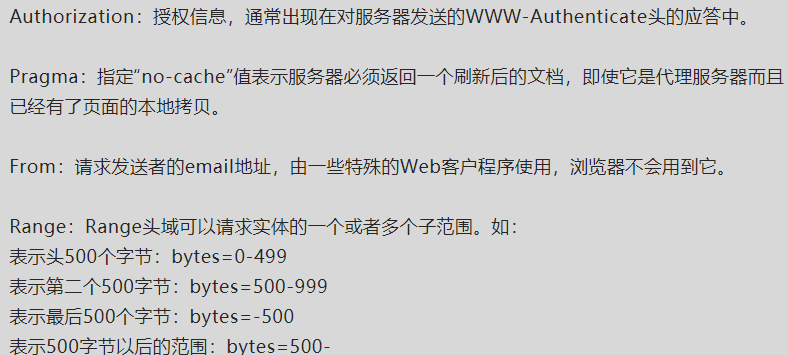 Authorization：授权信息，通常出现在对服务器发送的WWW-Authenticate头的应答中。
Pragma：指定“no-cache”值表示服务器必须返回一个刷新后的文档，即使它是代理服务器而且
已经有了页面的本地拷贝。
From：请求发送者的email地址，由一些特殊的Web客户程序使用，浏览器不会用到它。
Range：Range头域可以请求实体的一个或者多个子范围。如：
表示头500个字节：bytes=0-499
表示第二个500字节：bytes=500-999
表示最后500个字节：bytes=-500
表示500字节以后的范围：bytes=500-